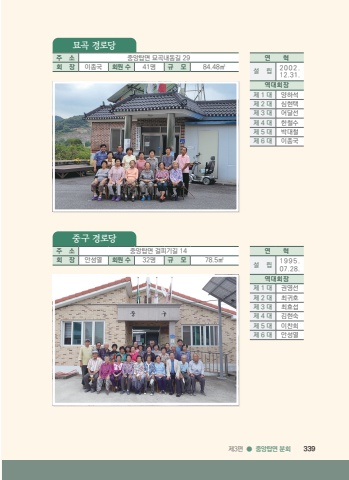 묘곡 경로당
주 소 중앙탑면 묘곡내동길 29
회 장 이종국 회원 수 41명 규 모 84.48㎡
연 혁
설 립 2002. 12.31.
역대회장
제 1 대 양하석
제 2 대 심현택
제 3 대 어달선
제 4 대 한철수
제 5 대 박대철
제 6 대 이종국
중구 경로당
주 소 중앙탑면 갈피기길 14
회 장 안성열 회원 수 32명 규 모 78.5㎡
중 구
연 혁
설 립 1995. 07.28.
역대회장
제 1 대 권영선
제 2 대 최귀호
제 3 대 최효섭
제 4 대 김현숙
제 5 대 이찬희
제 6 대 안성열
제3편 ● 중앙탑면 문화 339